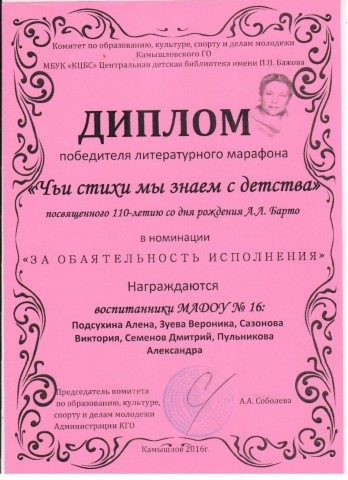 Комитет по образованию, культуре, спорту и делам молодежи
Камышловского ГО
МБУК «КЦБС» Центральная детская библиотека имени П.П. Бажова
ДИПЛОМ
победителя литературного марафона
«Чьи стихи мы знаем с детства»
посвященного 110-летию со дня рождения А.Л. Барто
в номинации
«ЗА ОБАЯТЕЛЬНОСТЬ ИСПОЛНЕНИЯ»
Награждаются
воспитанники МАДОУ № 16:
Подсухина Алена, Зуева Вероника, Сазонова
Виктория, Семенов Дмитрий, Пульникова
Александра
Председатель комитета
по образованию, культуре,
спорту и делам молодежи
Администрации КГО
А.А. Соболева
Камышлов 2016г.